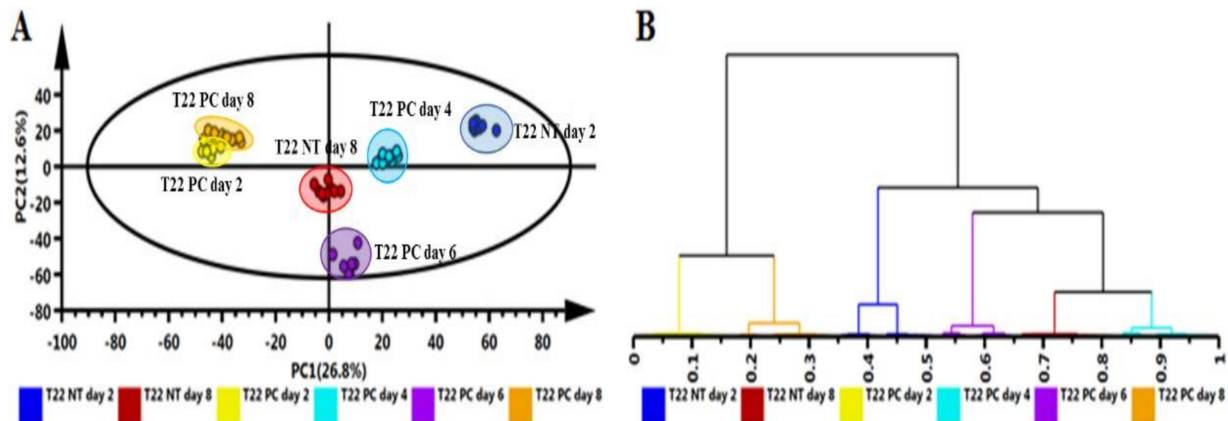 A
B
T22 PC day 8
T22 PC day 4
T22 NT day 2
T22 NT day 8
T22 PC day 2
T22 PC day 6
PC2(12.6%)
40
20
0
-20
-40
-60
-80
-100 -80 -60 -40 -20 0 20 40 60 80
PC1(26.8%)
0 0.1 0.2 0.3 0.4 0.5 0.6 0.7 0.8 0.9 1
T22 NT day 2 T22 NT day 8 T22 PC day 2 T22 PC day 4 T22 PC day 6 T22 PC day 8
T22 NT day 2 T22 NT day 8 T22 PC day 2 T22 PC day 4 T22 PC day 6 T22 PC day 8